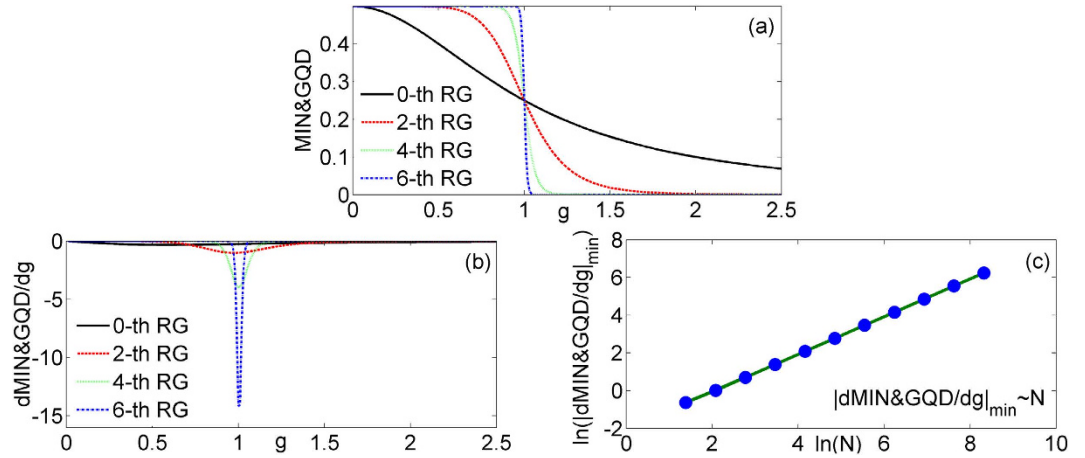 (a)
MIN&GQD
0.4
0.3
0.2
0.1
0
0-th RG
2-th RG
4-th RG
6-th RG
0 0.5 1 g 1.5 2 2.5
(b)
dMIN&GQD/dg
0
-5
-10
-15
0-th RG
2-th RG
4-th RG
6-th RG
0 0.5 1 g 1.5 2 2.5
(c)
ln(|dMIN&GQD/dg|min)
8
6
4
2
0
-2
|dMIN&GQD/dg|min~N
0 2 4 ln(N) 6 8 10